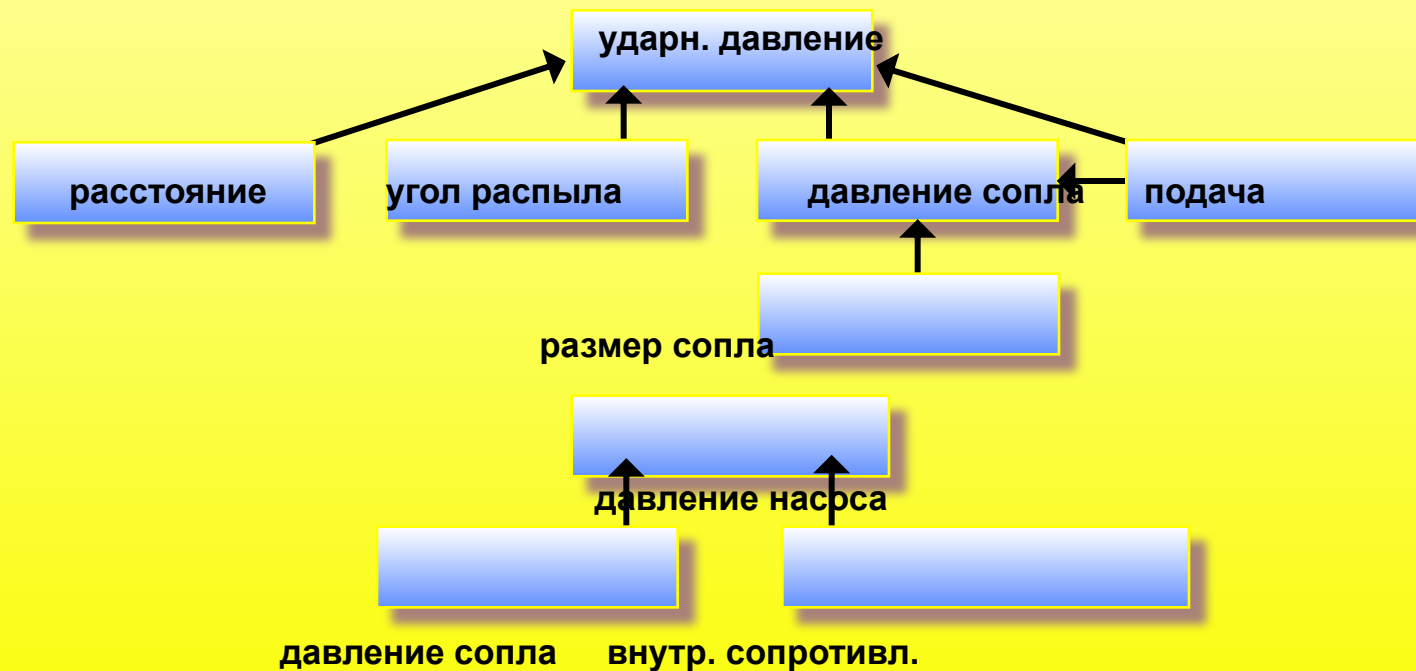 ударн. давление
расстояние
угол распыла
давление сопла
подача
размер сопла
давление насоса
давление сопла
внутр. сопротивл.